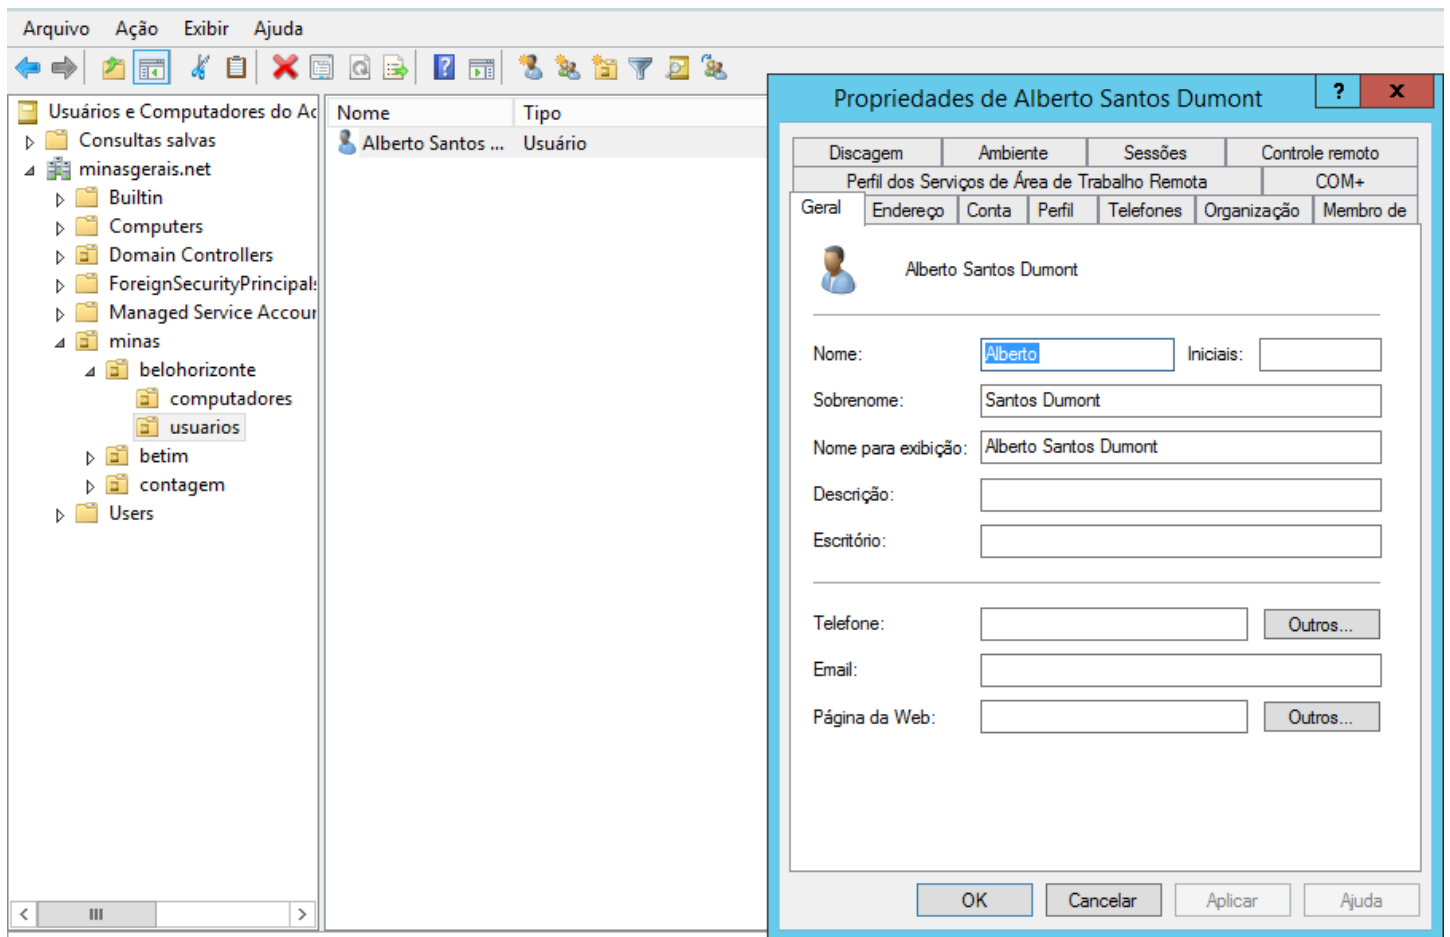 Arquivo Ação Exibir Ajuda
Usuários e Computadores do Ac
Consultas salvas
minasgerais.net
Builtin
Computers
Domain Controllers
ForeignSecurityPrincipals
Managed Service Accour
minas
belohorizonte
computadores
usuarios
betim
contagem
Users
Nome Tipo
Alberto Santos ... Usuário
Propriedades de Alberto Santos Dumont ? x
Discagem Ambiente Sessões Controle remoto
Perfil dos Serviços de Área de Trabalho Remota COM+
Geral Endereço Conta Perfil Telefones Organização Membro de
Alberto Santos Dumont
Nome: Alberto Iniciais:
Sobrenome: Santos Dumont
Nome para exibição: Alberto Santos Dumont
Descrição:
Escritório:
Telefone: Outros...
Email:
Página da Web: Outros...
OK Cancelar Aplicar Ajuda